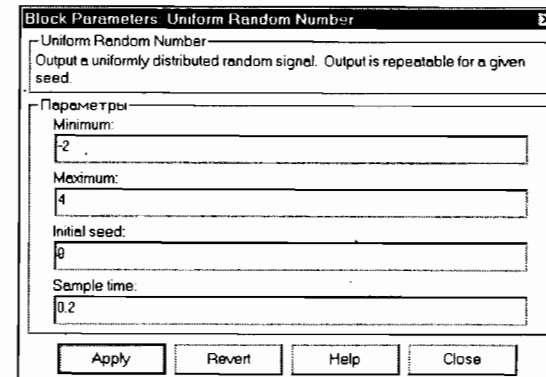 Block Parameters: Uniform Random Number
Uniform Random Number
Output a uniformly distributed random signal. Output is repeatable for a given
seed.
Параметры
Minimum:
-2
Maximum:
4
Initial seed:
0
Sample time:
0.2
Apply Revert Help Close